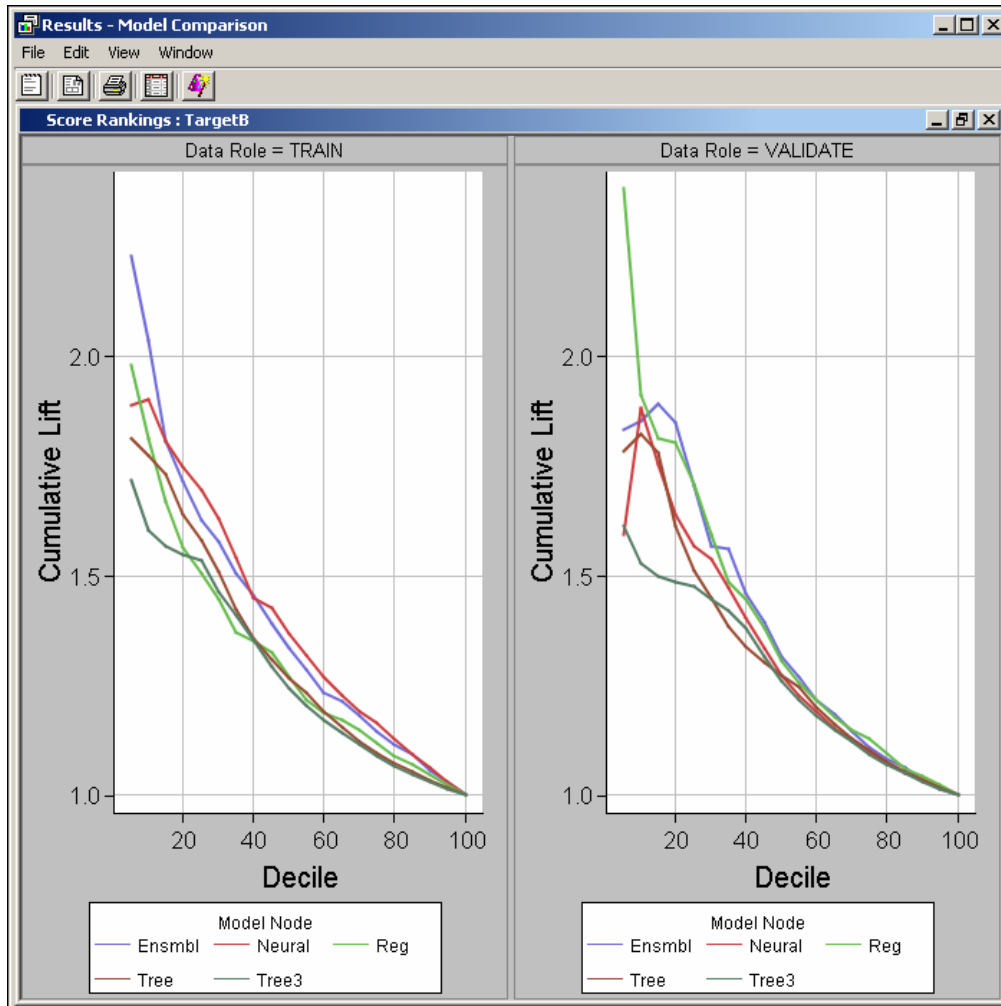 Results - Model Comparison
File Edit View Window
Score Rankings : TargetB
Data Role = TRAIN
Data Role = VALIDATE
Cumulative Lift
2.0
1.5
1.0
20 40 60 80 100
Decile
Cumulative Lift
2.0
1.5
1.0
20 40 60 80 100
Decile
Model Node
Ensmbl Neural Reg
Tree Tree3
Model Node
Ensmbl Neural Reg
Tree Tree3